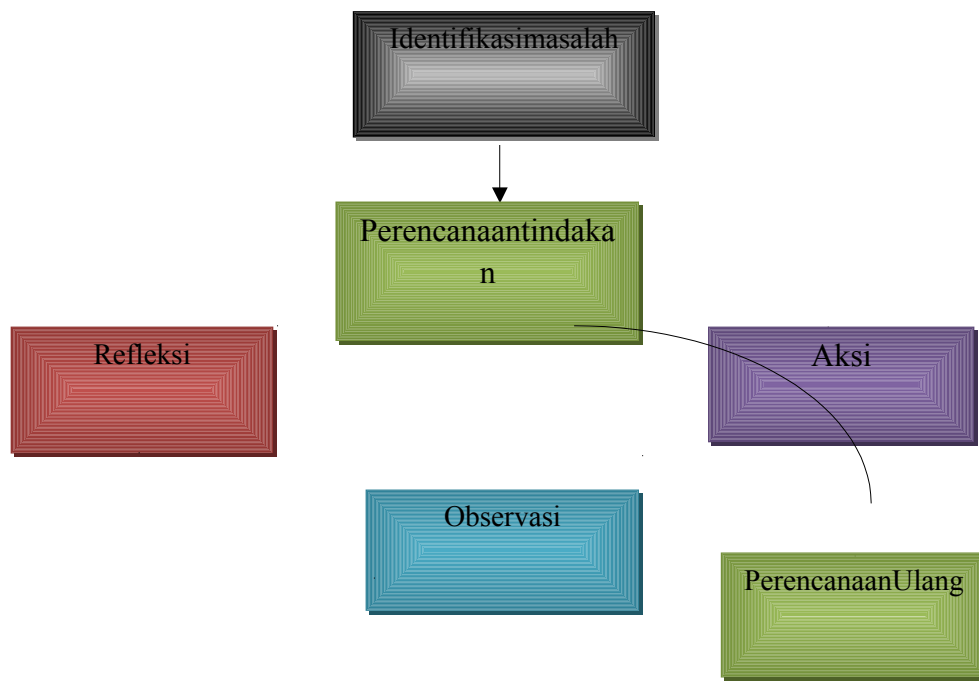 Identifikasimasalah
Perencanaantindaka
n
Refleksi
Aksi
Observasi
PerencanaanUlang